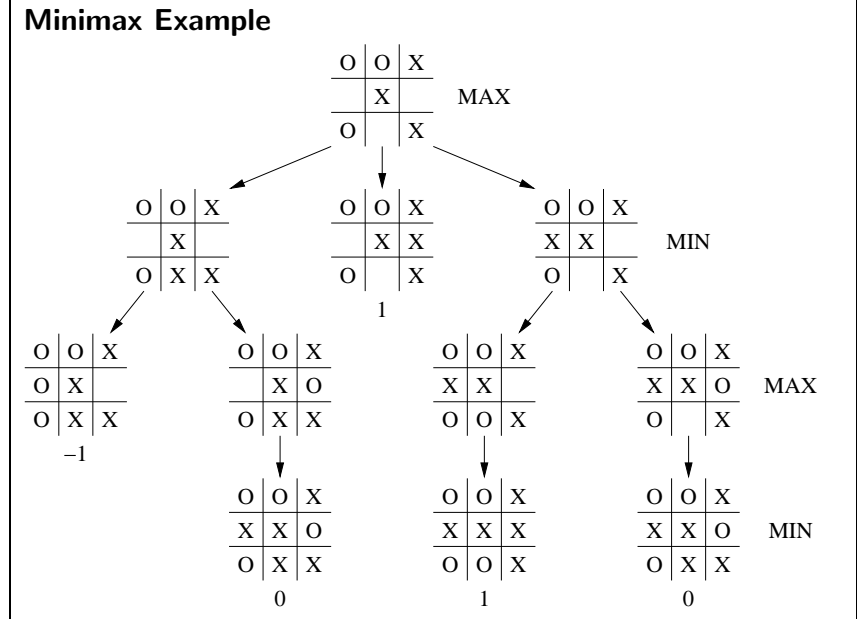 Minimax Example
O O X
X MAX
O X
O O X O O X O O X
X X X X X MIN
O X X O X O X
1
O O X O O X O O X O O X
O X X O X X X X O MAX
O X X O X X O O X O X
–1
O O X O O X O O X
X X O X X X X X O MIN
O X X O O X O X X
0 1 0